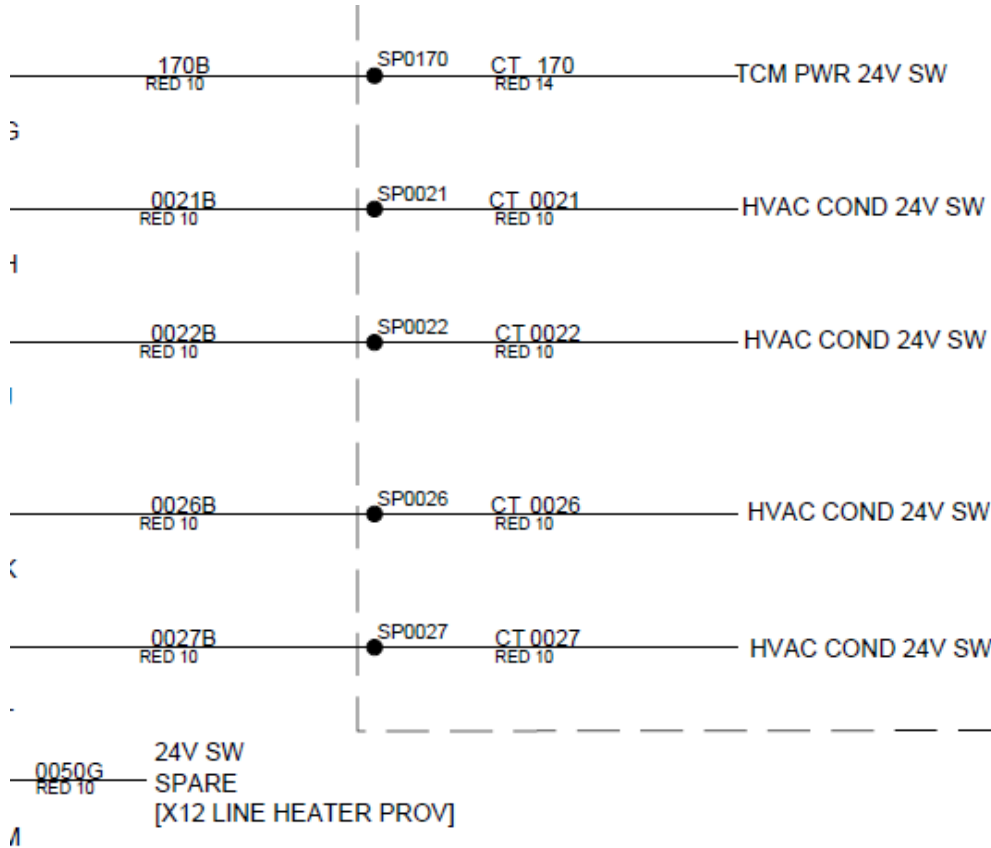 170B SP0170 CT 170 TCM PWR 24V SW
RED 10 RED 14
G
0021B SP0021 CT 0021 HVAC COND 24V SW
RED 10 RED 10
H
0022B SP0022 CT 0022 HVAC COND 24V SW
RED 10 RED 10
J
0026B SP0026 CT 0026 HVAC COND 24V SW
RED 10 RED 10
K
0027B SP0027 CT 0027 HVAC COND 24V SW
RED 10 RED 10
24V SW
0050G SPARE
RED 10
[X12 LINE HEATER PROV]
M